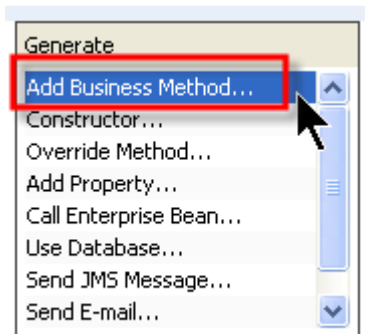 Generate
Add Business Method...
Constructor...
Override Method...
Add Property...
Call Enterprise Bean...
Use Database...
Send JMS Message...
Send E-mail...